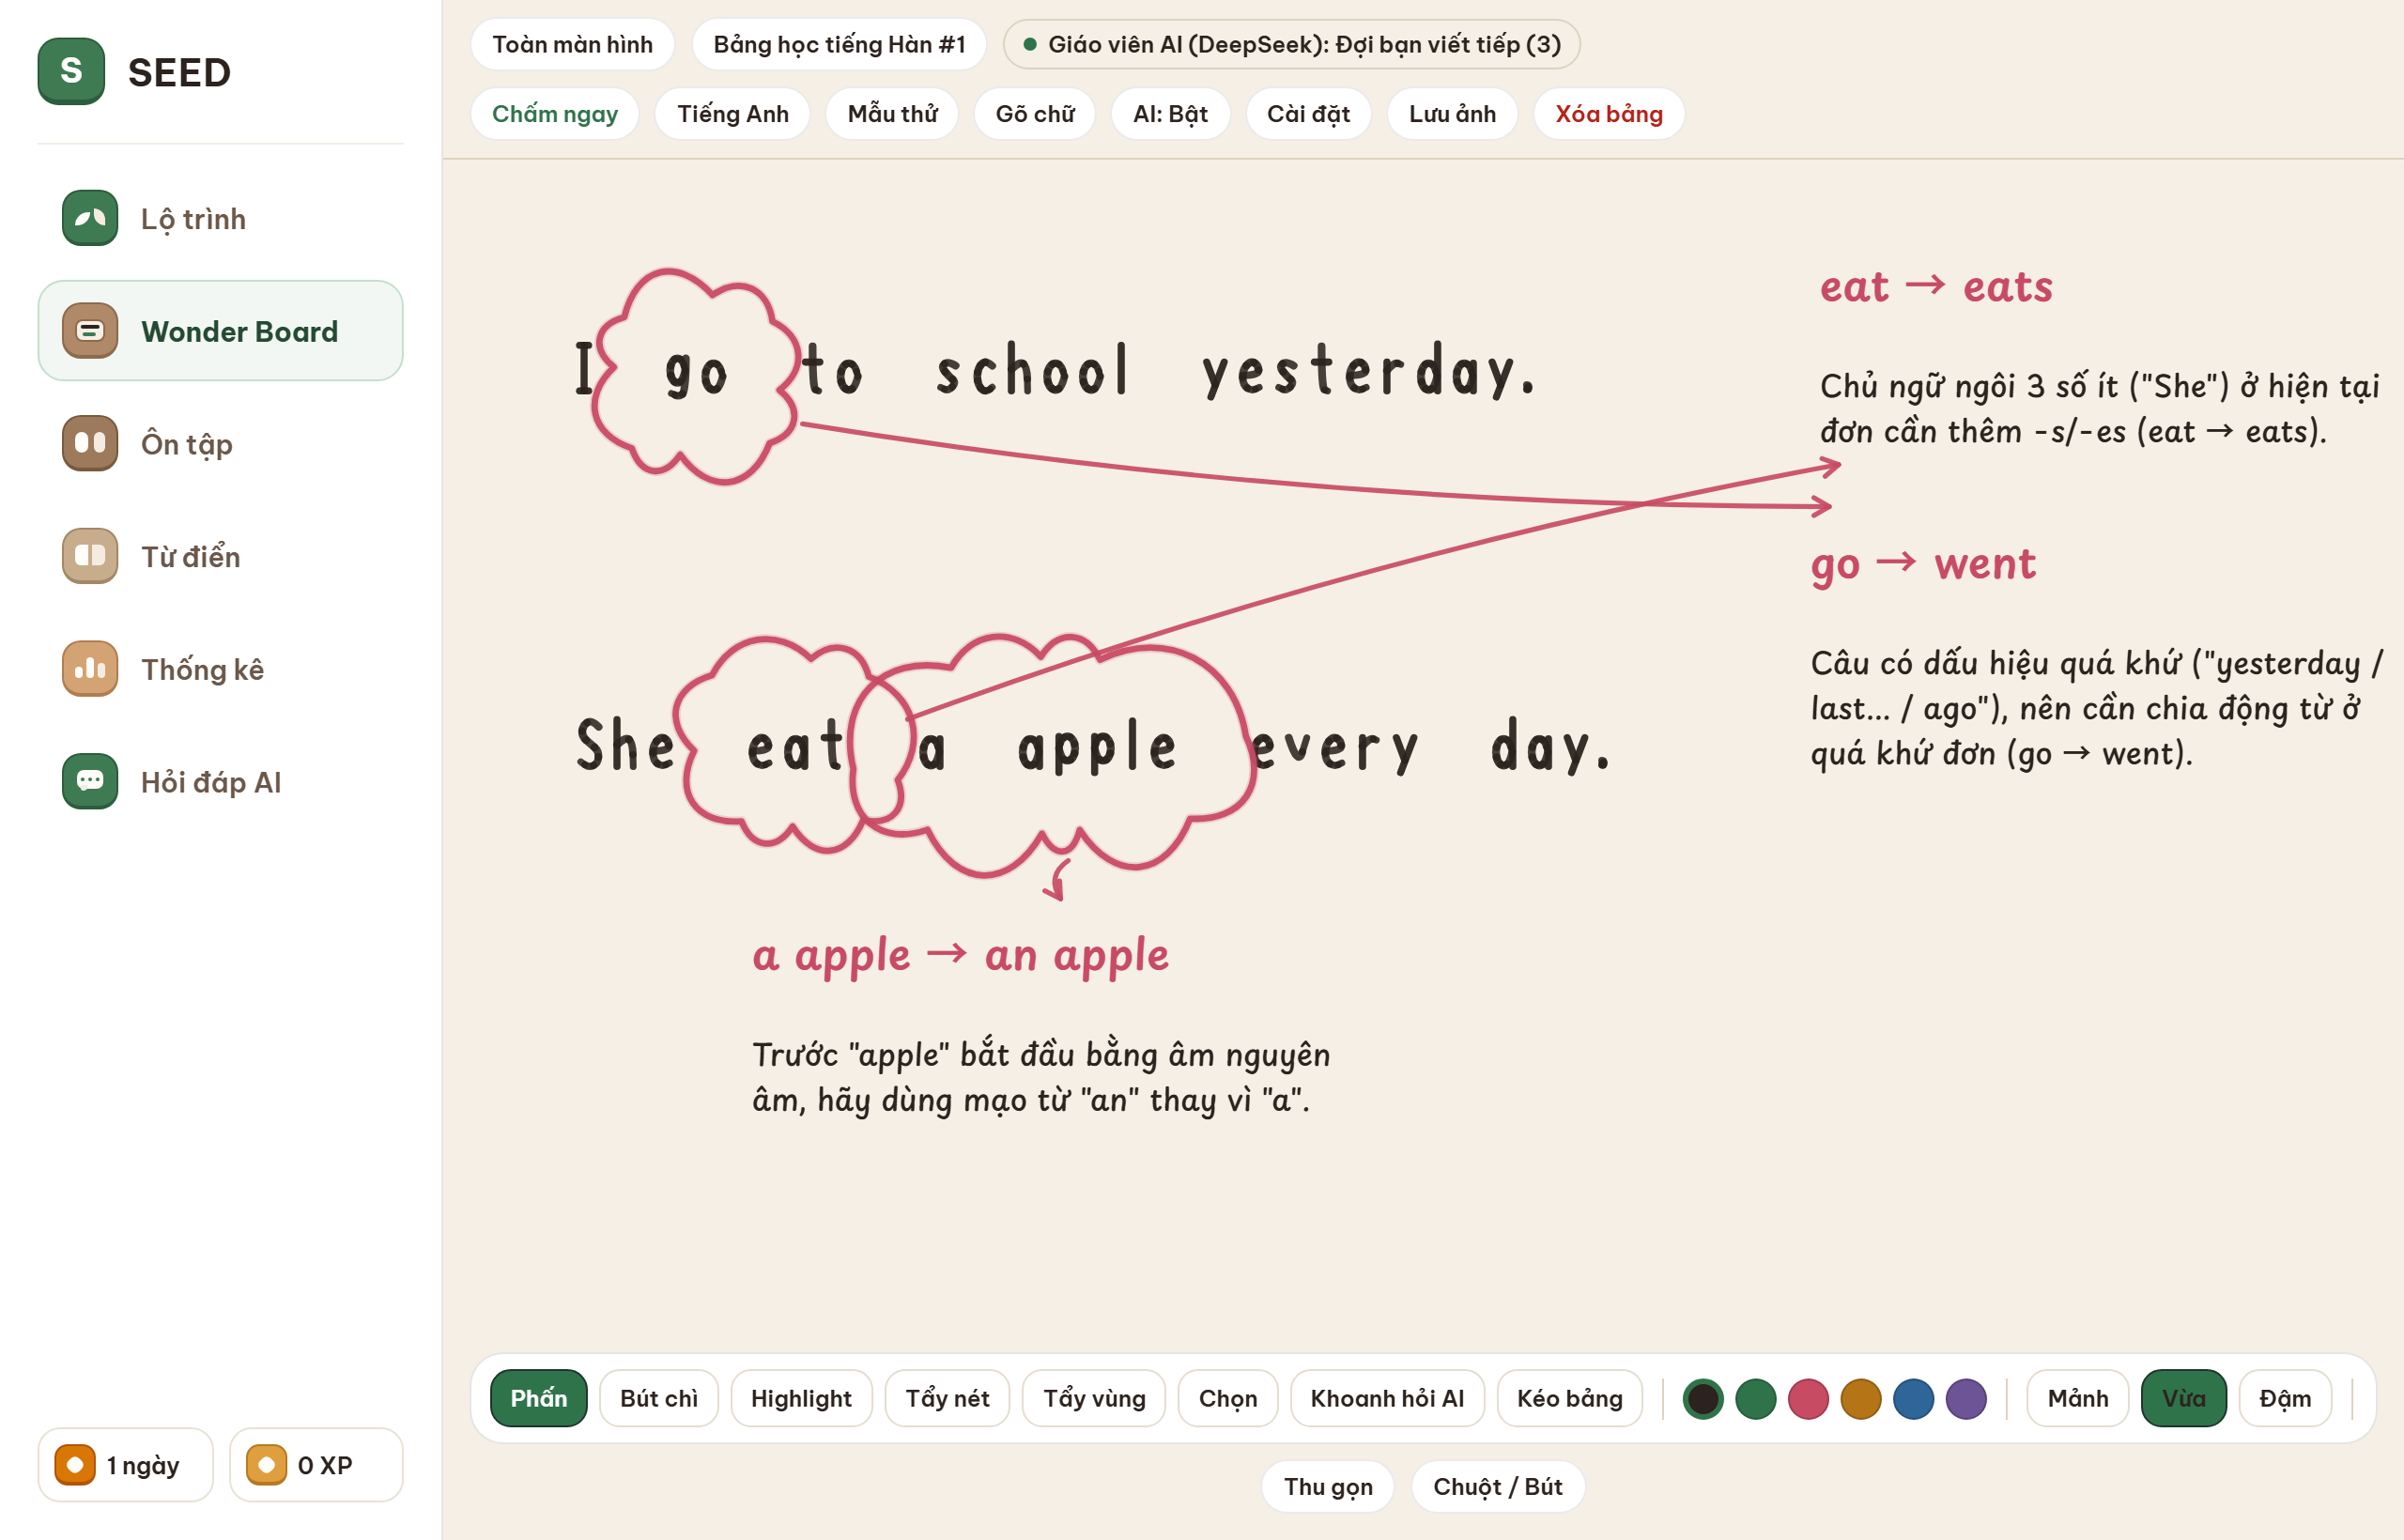 S
SEED
Lộ trình
Wonder Board
Ôn tập
Từ điển
Thống kê
Hỏi đáp AI
1 ngày
0 XP
Toàn màn hình
Bảng học tiếng Hàn #1
Giáo viên AI (DeepSeek): Đợi bạn viết tiếp (3)
Chấm ngay
Tiếng Anh
Mẫu thử
Gõ chữ
AI: Bật
Cài đặt
Lưu ảnh
Xóa bảng
I go to school yesterday.
She eat a apple every day.
eat → eats
Chủ ngữ ngôi 3 số ít ("She") ở hiện tại
đơn cần thêm -s/-es (eat → eats).
go → went
Câu có dấu hiệu quá khứ ("yesterday /
last... / ago"), nên cần chia động từ ở
quá khứ đơn (go → went).
a apple → an apple
Trước "apple" bắt đầu bằng âm nguyên
âm, hãy dùng mạo từ "an" thay vì "a".
Phấn
Bút chì
Highlight
Tẩy nét
Tẩy vùng
Chọn
Khoanh hỏi AI
Kéo bảng
Mảnh
Vừa
Đậm
Thu gọn
Chuột / Bút